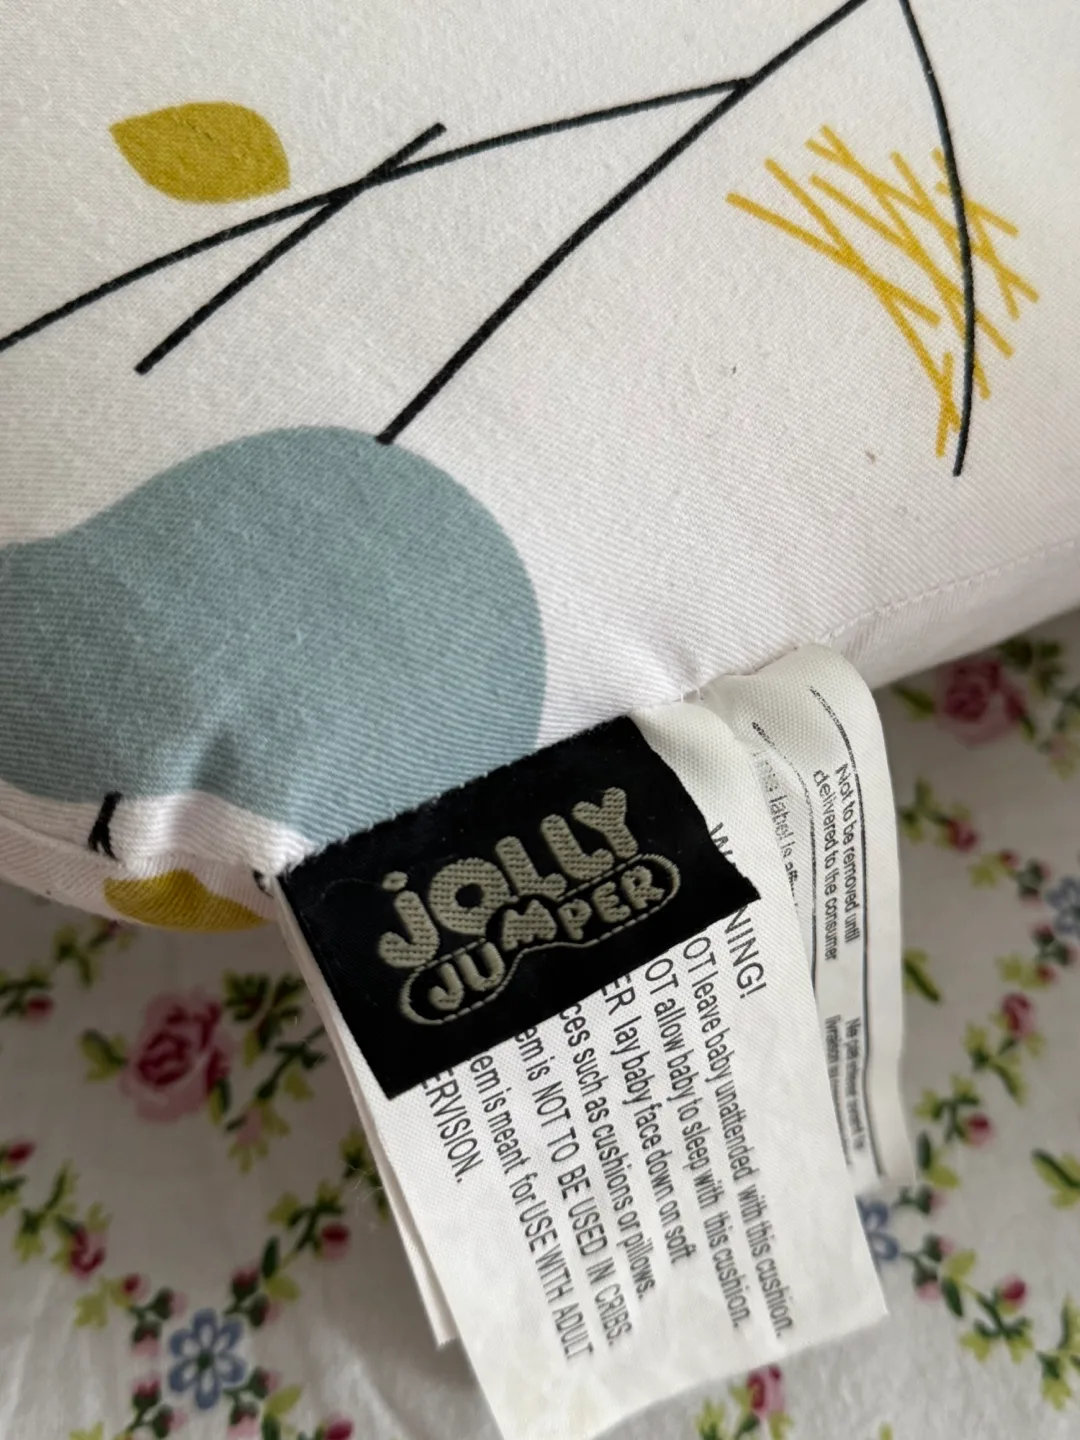 JOLLY
JUMPER
NING!
OT leave baby unattended with this cushion.
OT allow baby to sleep with this cushion.
ER lay baby face down on soft
ces such as cushions or pillows.
em is NOT TO BE USED IN CRIBS.
em is meant for USE WITH ADULT
ERVISION.
label is
Not to be removed until
delivered to the consumer